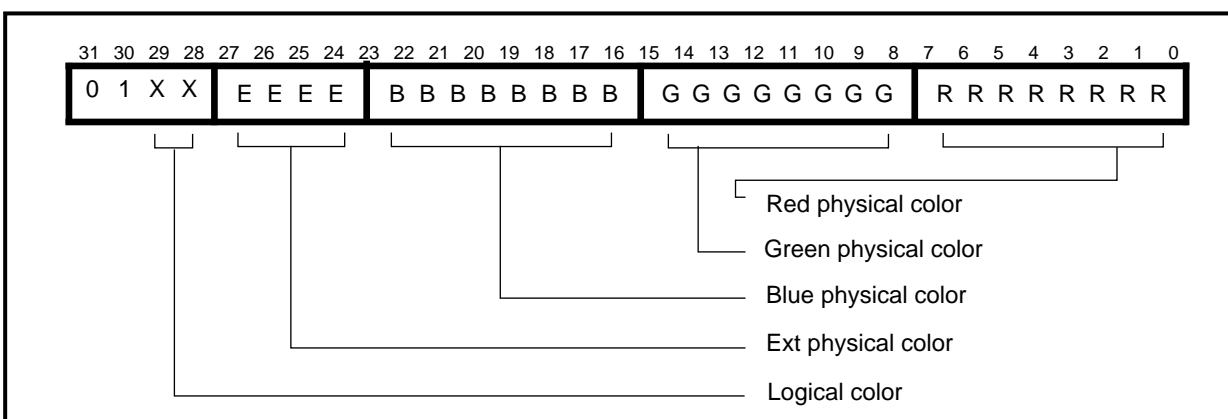 31 30 29 28 27 26 25 24 23 22 21 20 19 18 17 16 15 14 13 12 11 10 9 8 7 6 5 4 3 2 1 0
0 1 X X E E E E B B B B B B B B G G G G G G G G R R R R R R R R
Red physical color
Green physical color
Blue physical color
Ext physical color
Logical color